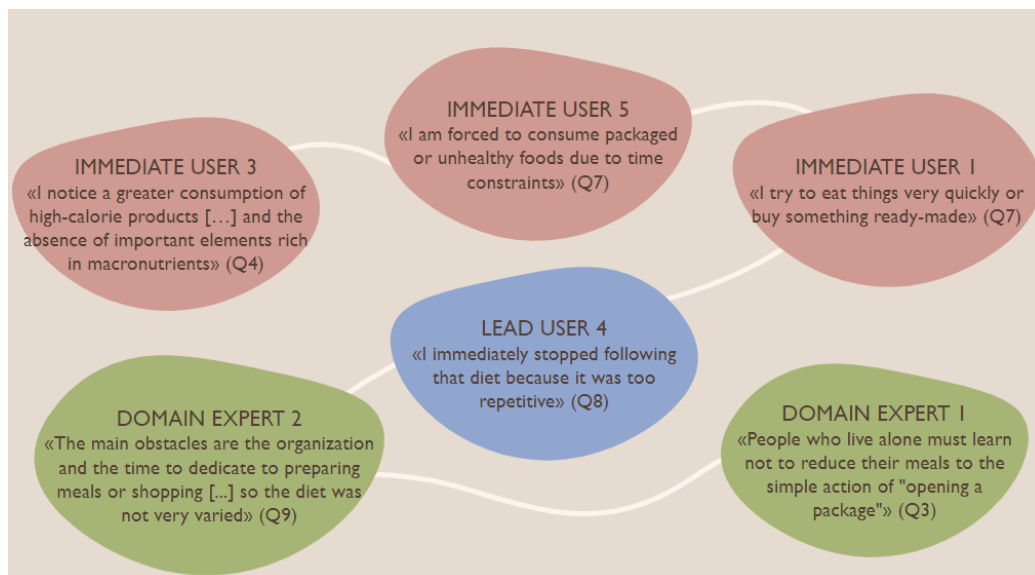 IMMEDIATE USER 5
«I am forced to consume packaged
or unhealthy foods due to time
constraints» (Q7)
IMMEDIATE USER 3
«I notice a greater consumption of
high-calorie products […] and the
absence of important elements rich
in macronutrients» (Q4)
IMMEDIATE USER 1
«I try to eat things very quickly or
buy something ready-made» (Q7)
LEAD USER 4
«I immediately stopped following
that diet because it was too
repetitive» (Q8)
DOMAIN EXPERT 2
«The main obstacles are the organization
and the time to dedicate to preparing
meals or shopping [...] so the diet was
not very varied» (Q9)
DOMAIN EXPERT 1
«People who live alone must learn
not to reduce their meals to the
simple action of "opening a
package"» (Q3)